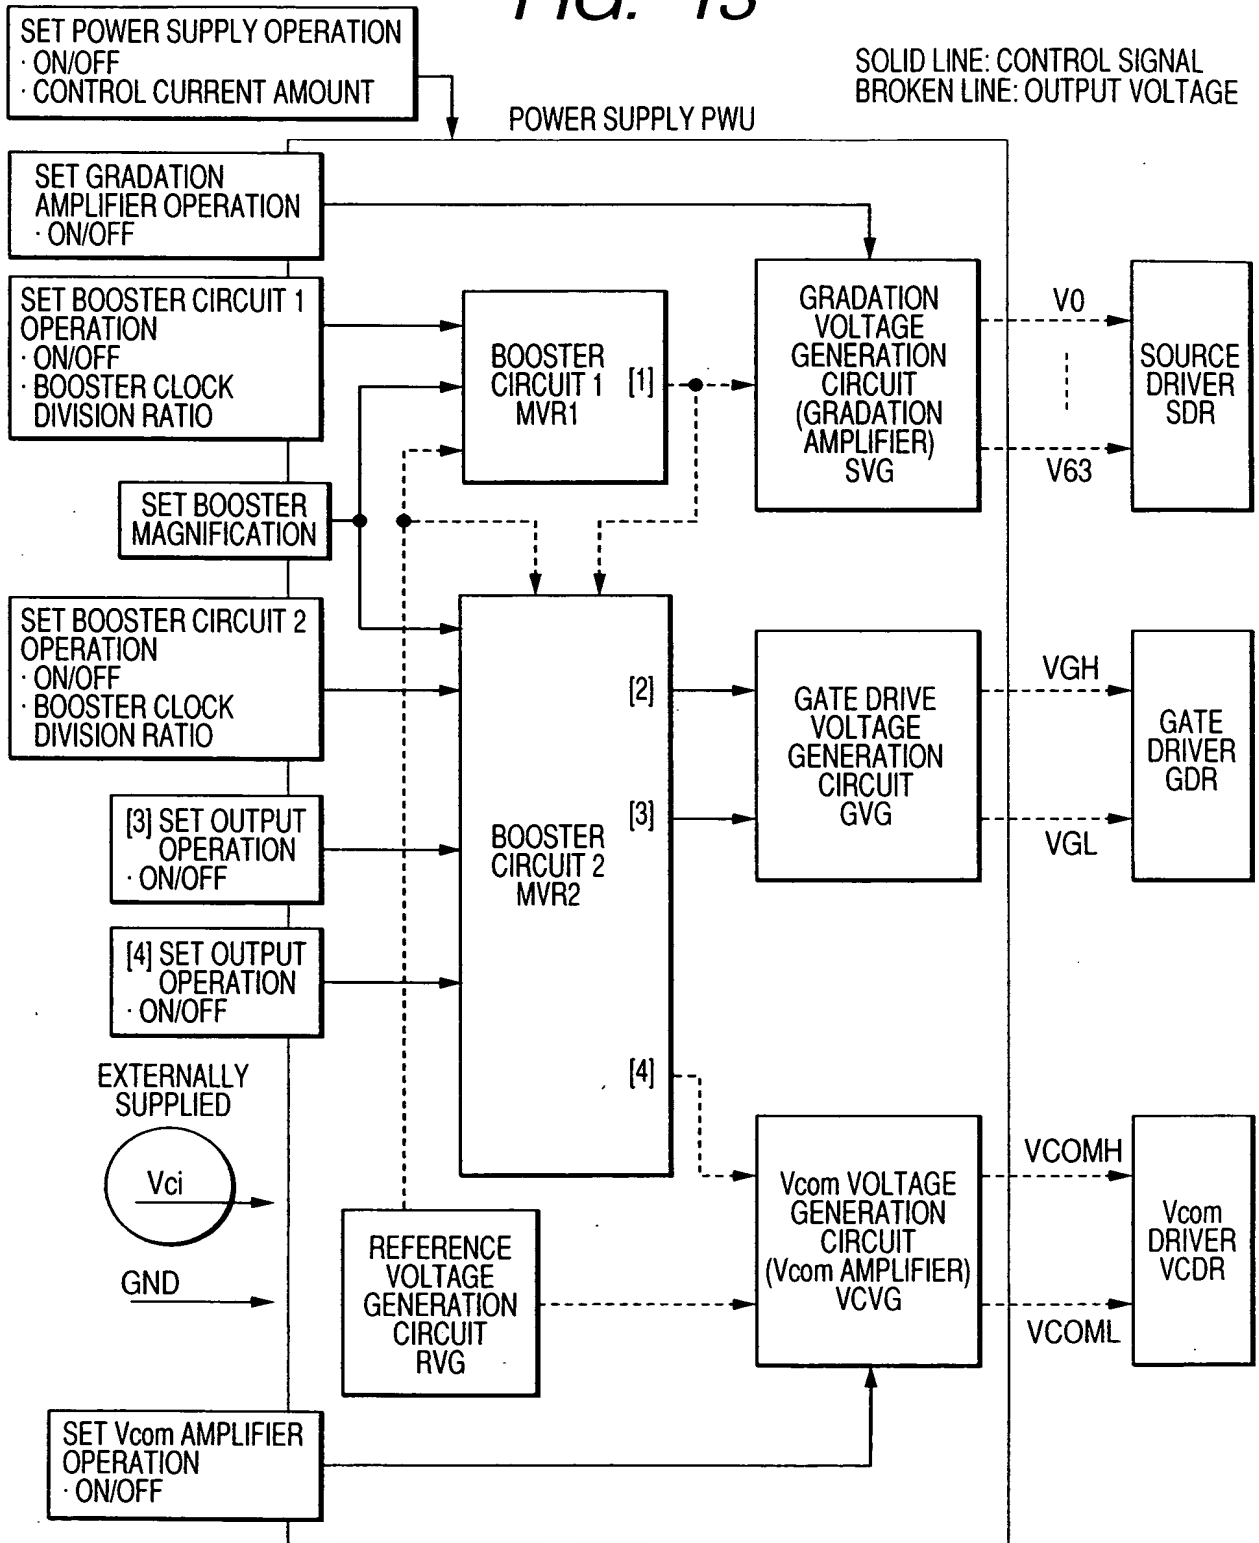 FIG. 13
SET POWER SUPPLY OPERATION
· ON/OFF
· CONTROL CURRENT AMOUNT
SOLID LINE: CONTROL SIGNAL
BROKEN LINE: OUTPUT VOLTAGE
POWER SUPPLY PWU
SET GRADATION
AMPLIFIER OPERATION
· ON/OFF
SET BOOSTER CIRCUIT 1
OPERATION
· ON/OFF
· BOOSTER CLOCK
DIVISION RATIO
BOOSTER
CIRCUIT 1
MVR1
[1]
GRADATION
VOLTAGE
GENERATION
CIRCUIT
(GRADATION
AMPLIFIER)
SVG
V0
V63
SOURCE
DRIVER
SDR
SET BOOSTER
MAGNIFICATION
SET BOOSTER CIRCUIT 2
OPERATION
· ON/OFF
· BOOSTER CLOCK
DIVISION RATIO
[3] SET OUTPUT
OPERATION
· ON/OFF
[4] SET OUTPUT
OPERATION
· ON/OFF
BOOSTER
CIRCUIT 2
MVR2
[2]
[3]
[4]
GATE DRIVE
VOLTAGE
GENERATION
CIRCUIT
GVG
VGH
VGL
GATE
DRIVER
GDR
EXTERNALLY
SUPPLIED
Vci
GND
REFERENCE
VOLTAGE
GENERATION
CIRCUIT
RVG
Vcom VOLTAGE
GENERATION
CIRCUIT
(Vcom AMPLIFIER)
VCVG
VCOMH
VCOML
Vcom
DRIVER
VCDR
SET Vcom AMPLIFIER
OPERATION
· ON/OFF